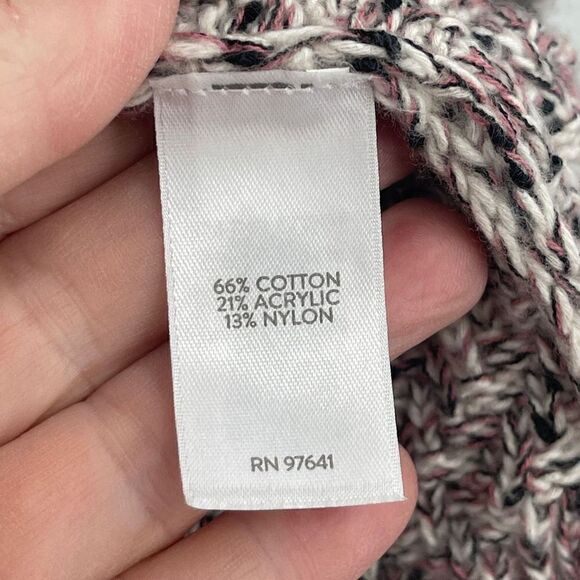 66% COTTON
21% ACRYLIC
13% NYLON
RN 97641